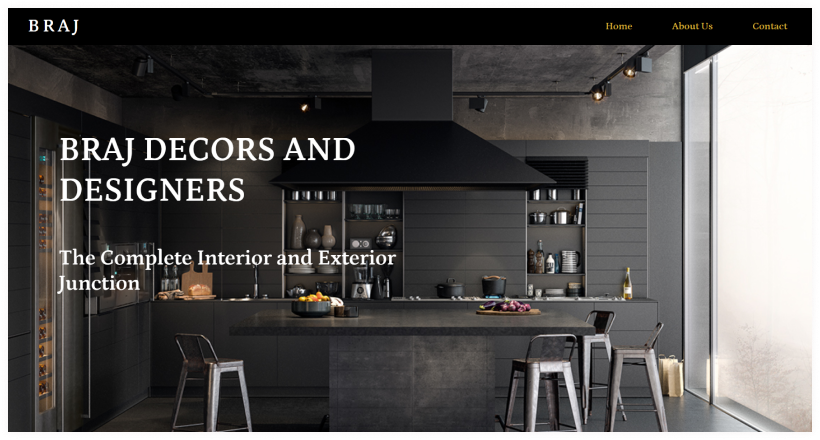 BRAJ
Home About Us Contact
BRAJ DECORS AND
DESIGNERS
The Complete Interior and Exterior
Junction